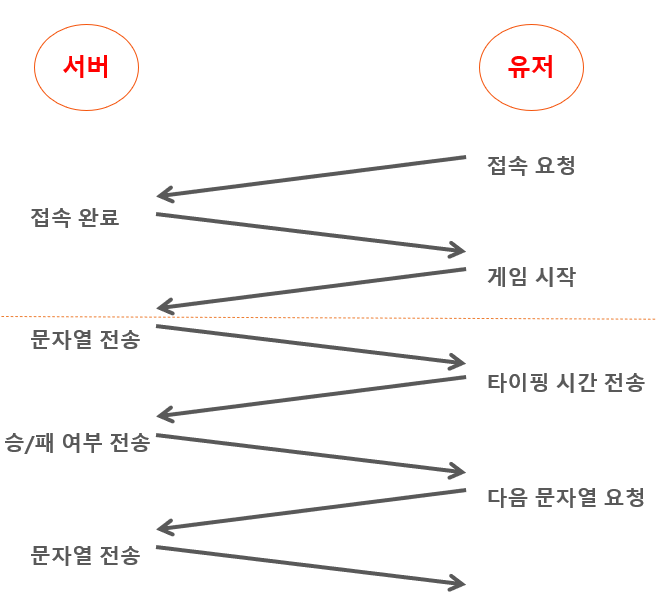 서버
유저
접속 요청
접속 완료
게임 시작
문자열 전송
타이핑 시간 전송
승/패 여부 전송
다음 문자열 요청
문자열 전송